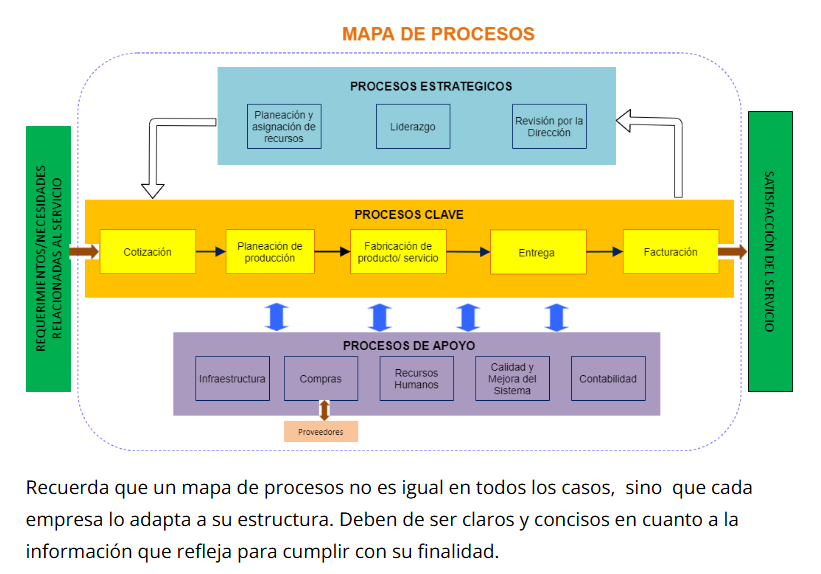 MAPA DE PROCESOS
PROCESOS ESTRATEGICOS
Planeación y
asignación de
recursos
Liderazgo
Revisión por la
Dirección
REQUERIMIENTOS/NECESIDADES
RELACIONADAS AL SERVICIO
PROCESOS CLAVE
Cotización
Planeación de
producción
Fabricación de
producto/ servicio
Entrega
Facturación
SATISFACCIÓN DEL SERVICIO
PROCESOS DE APOYO
Infraestructura
Compras
Recursos
Humanos
Calidad y
Mejora del
Sistema
Contabilidad
Proveedores
Recuerda que un mapa de procesos no es igual en todos los casos, sino que cada
empresa lo adapta a su estructura. Deben de ser claros y concisos en cuanto a la
información que refleja para cumplir con su finalidad.